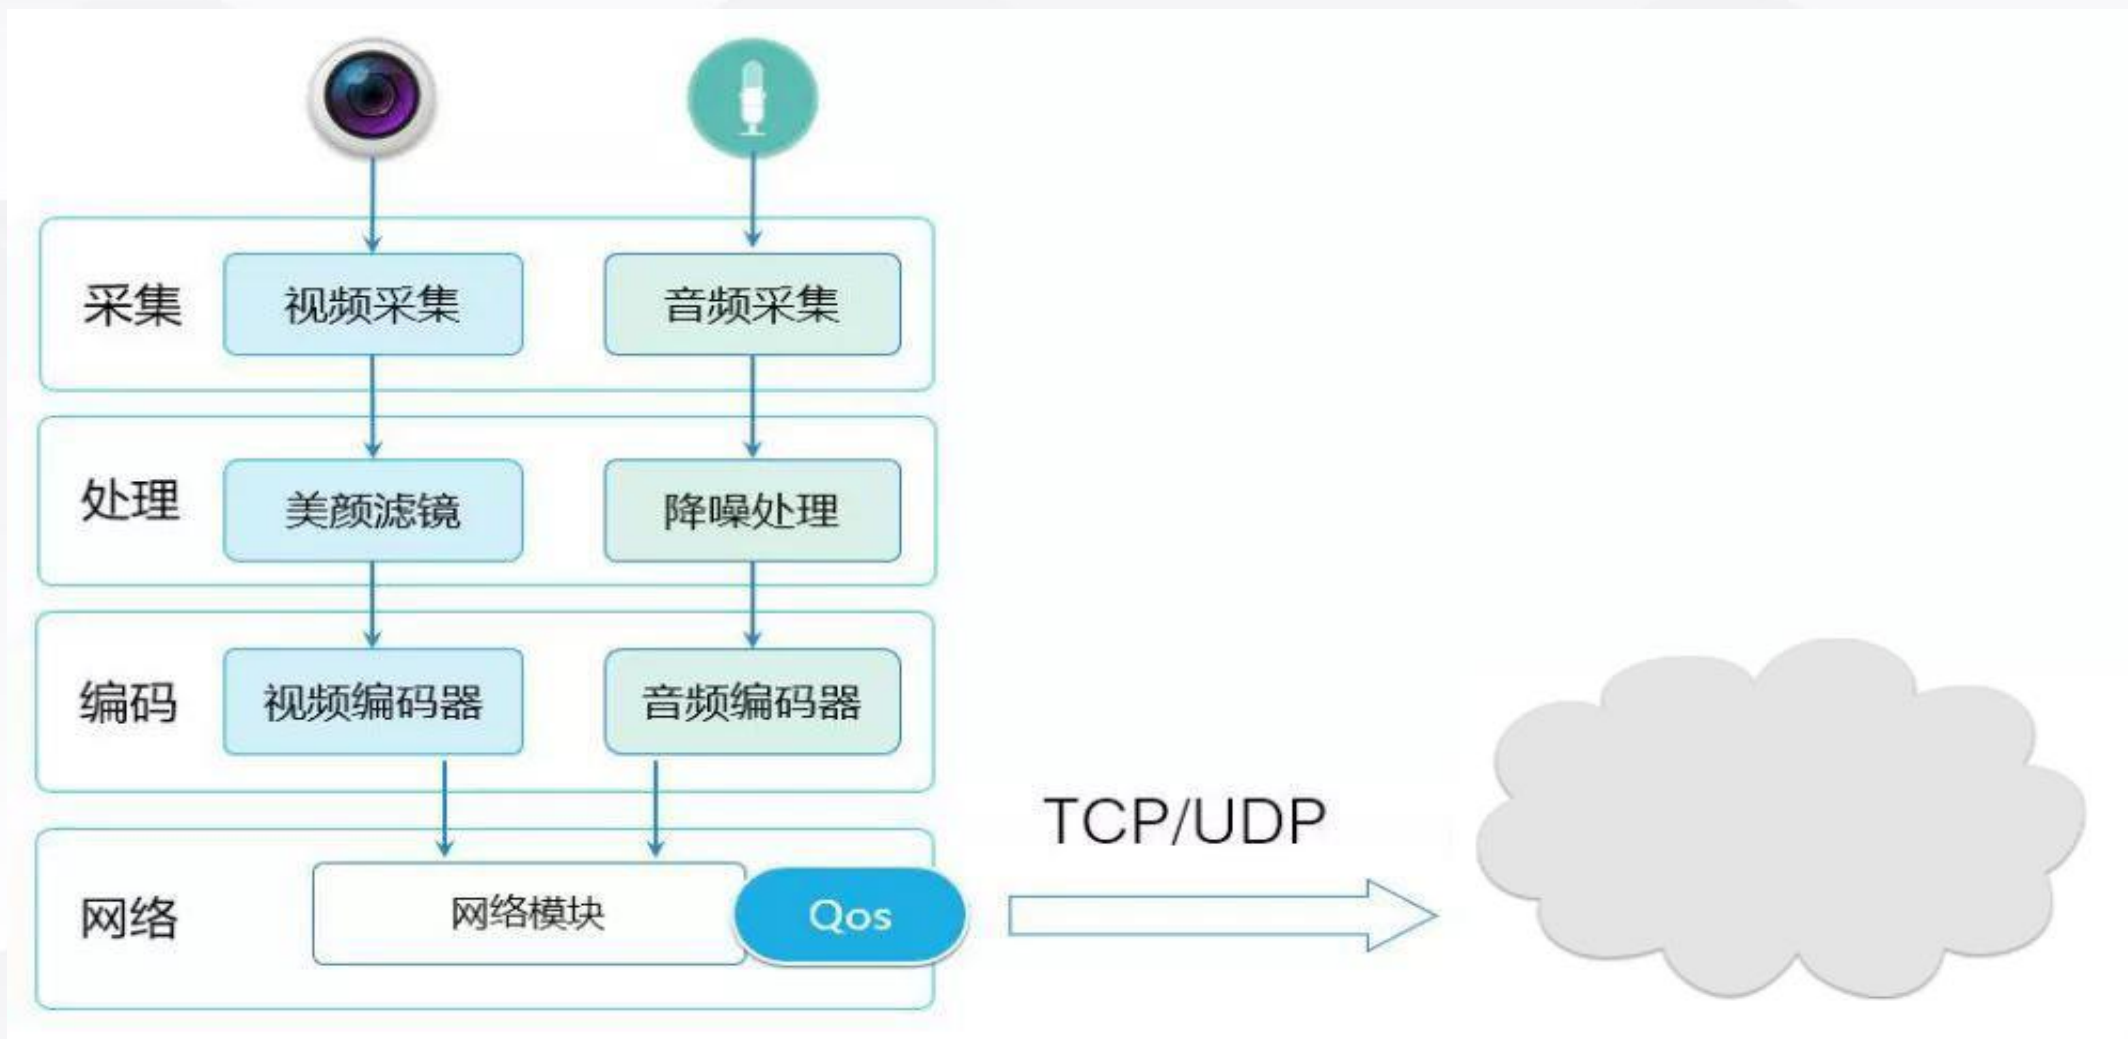 采集
视频采集
音频采集
处理
美颜滤镜
降噪处理
编码
视频编码器
音频编码器
TCP/UDP
网络
网络模块
Qos